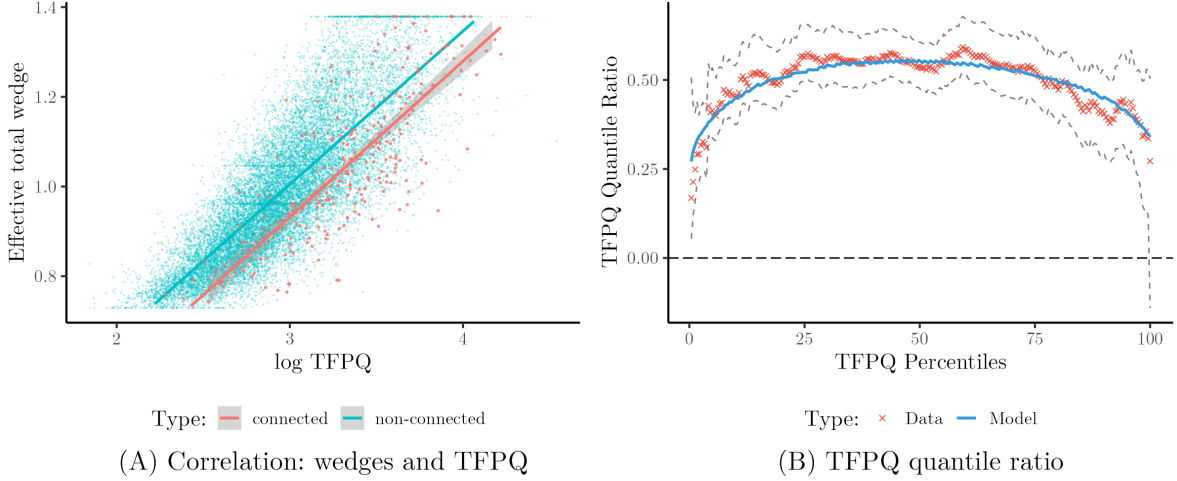 Effective total wedge
1.4
1.2
1.0
0.8
2
3
4
log TFPQ
Type:
connected
non-connected
(A) Correlation: wedges and TFPQ
TFPQ Quantile Ratio
0.50
0.25
0.00
0
25
50
75
100
TFPQ Percentiles
Type:
Data
Model
(B) TFPQ quantile ratio